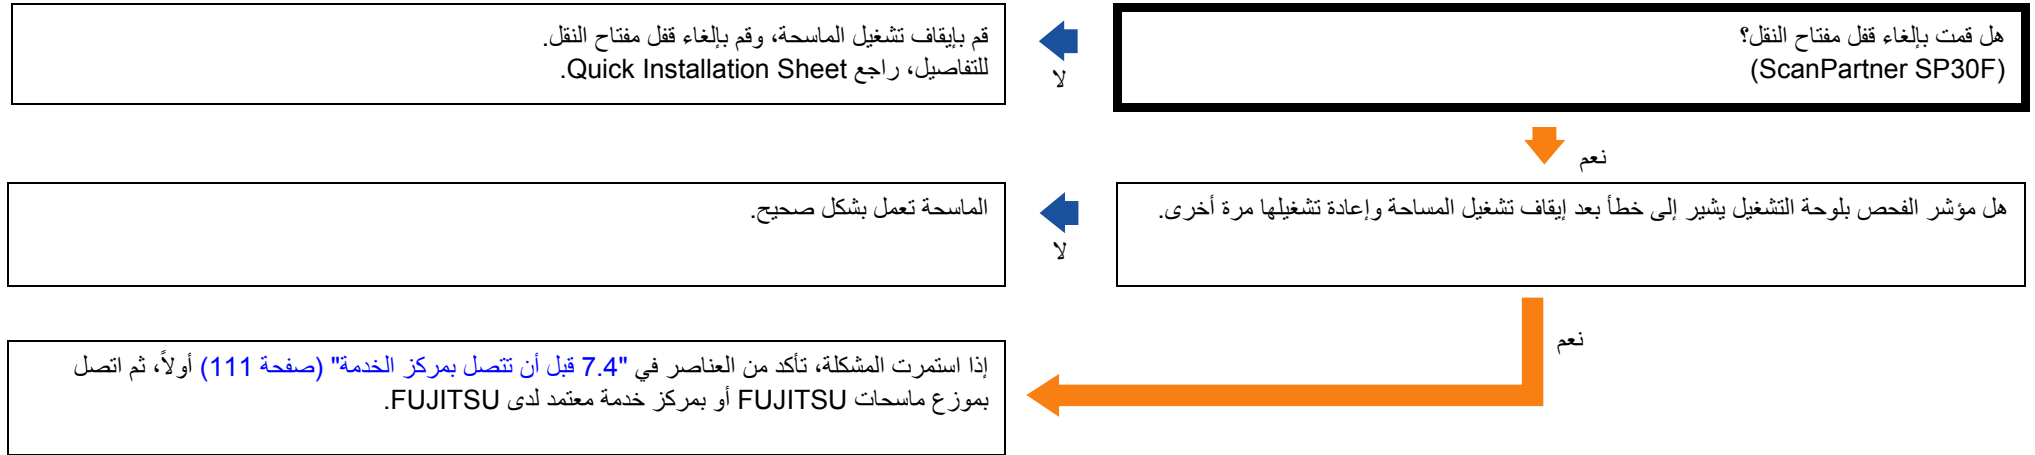 هل قمت بإلغاء قفل مفتاح النقل؟
(ScanPartner SP30F)
لا
قم بإيقاف تشغيل الماسحة، وقم بإلغاء قفل مفتاح النقل.
للتفاصيل، راجع Quick Installation Sheet.
نعم
هل مؤشر الفحص بلوحة التشغيل يشير إلى خطأ بعد إيقاف تشغيل المساحة وإعادة تشغيلها مرة أخرى.
لا
الماسحة تعمل بشكل صحيح.
نعم
إذا استمرت المشكلة، تأكد من العناصر في "7.4 قبل أن تتصل بمركز الخدمة" (صفحة 111) أولاً، ثم اتصل
بموزع ماسحات FUJITSU أو بمركز خدمة معتمد لدى FUJITSU.